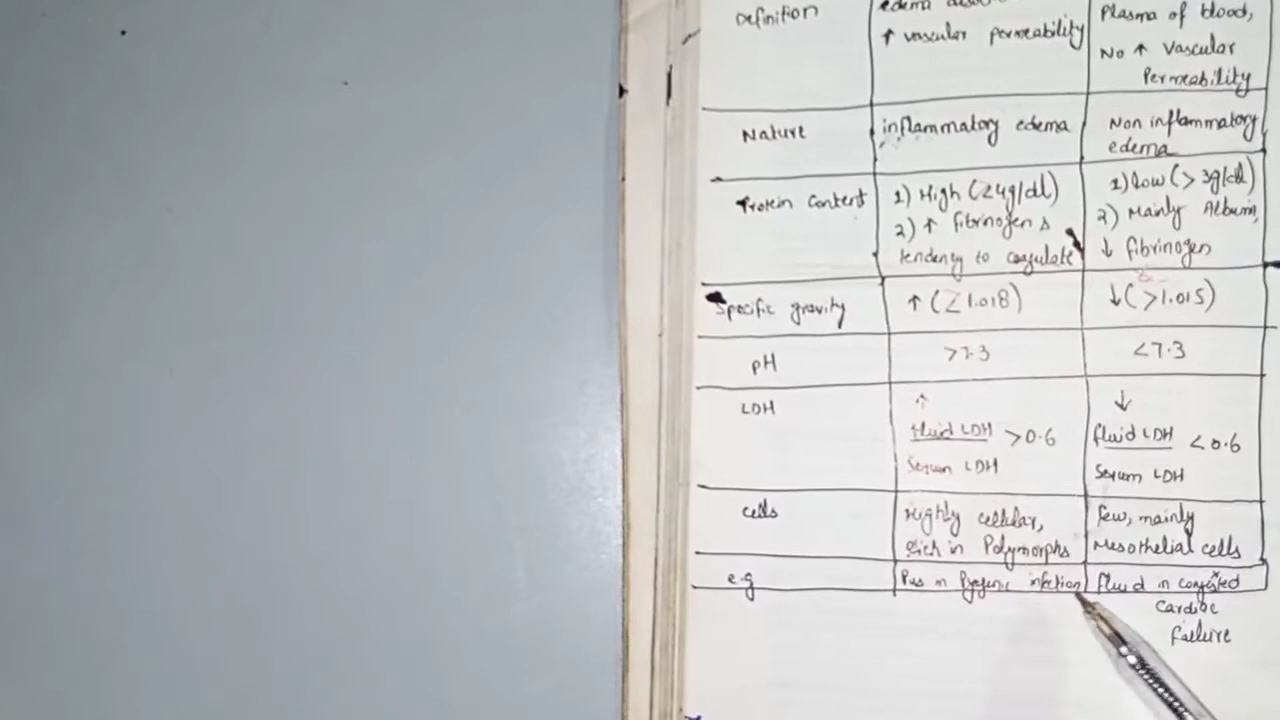 Definition
edema
↑ vascular permeability
Plasma of blood,
No ↑ Vascular
Permeability
Nature
inflammatory edema
Non inflammatory
edema
Protein Content
1) High (≥4g/dl)
2) ↑ fibrinogen &
tendency to coagulate
1) low (> 3g/dl)
2) Mainly Albumin,
↓ fibrinogen
Specific gravity
↑ (≥1.018)
↓ (>1.015)
pH
>7.3
<7.3
LDH
↑
fluid LDH >0.6
Serum LDH
↓
fluid LDH <0.6
Serum LDH
cells
Highly cellular,
Rich in Polymorphs
few, mainly
Mesothelial cells
e.g
Pus in Pyogenic infection
fluid in congested
Cardiac
failure